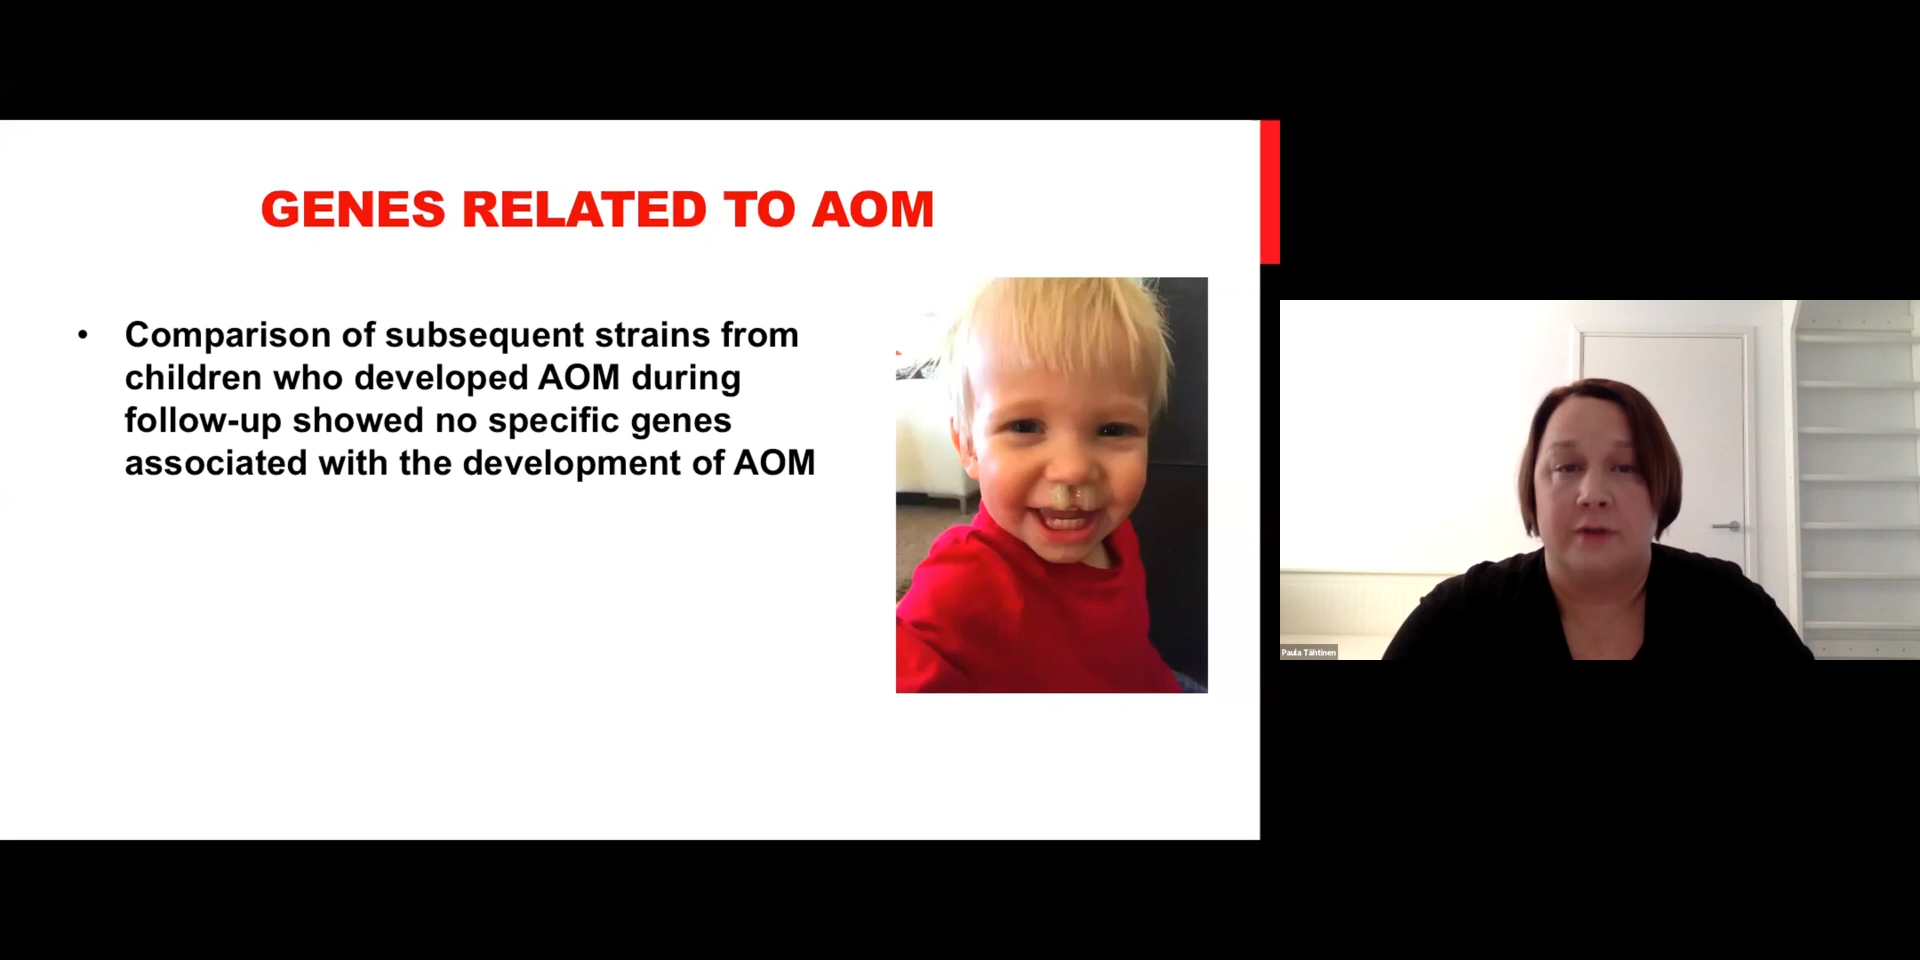 GENES RELATED TO AOM
• Comparison of subsequent strains from
children who developed AOM during
follow-up showed no specific genes
associated with the development of AOM
Paula Tähtinen